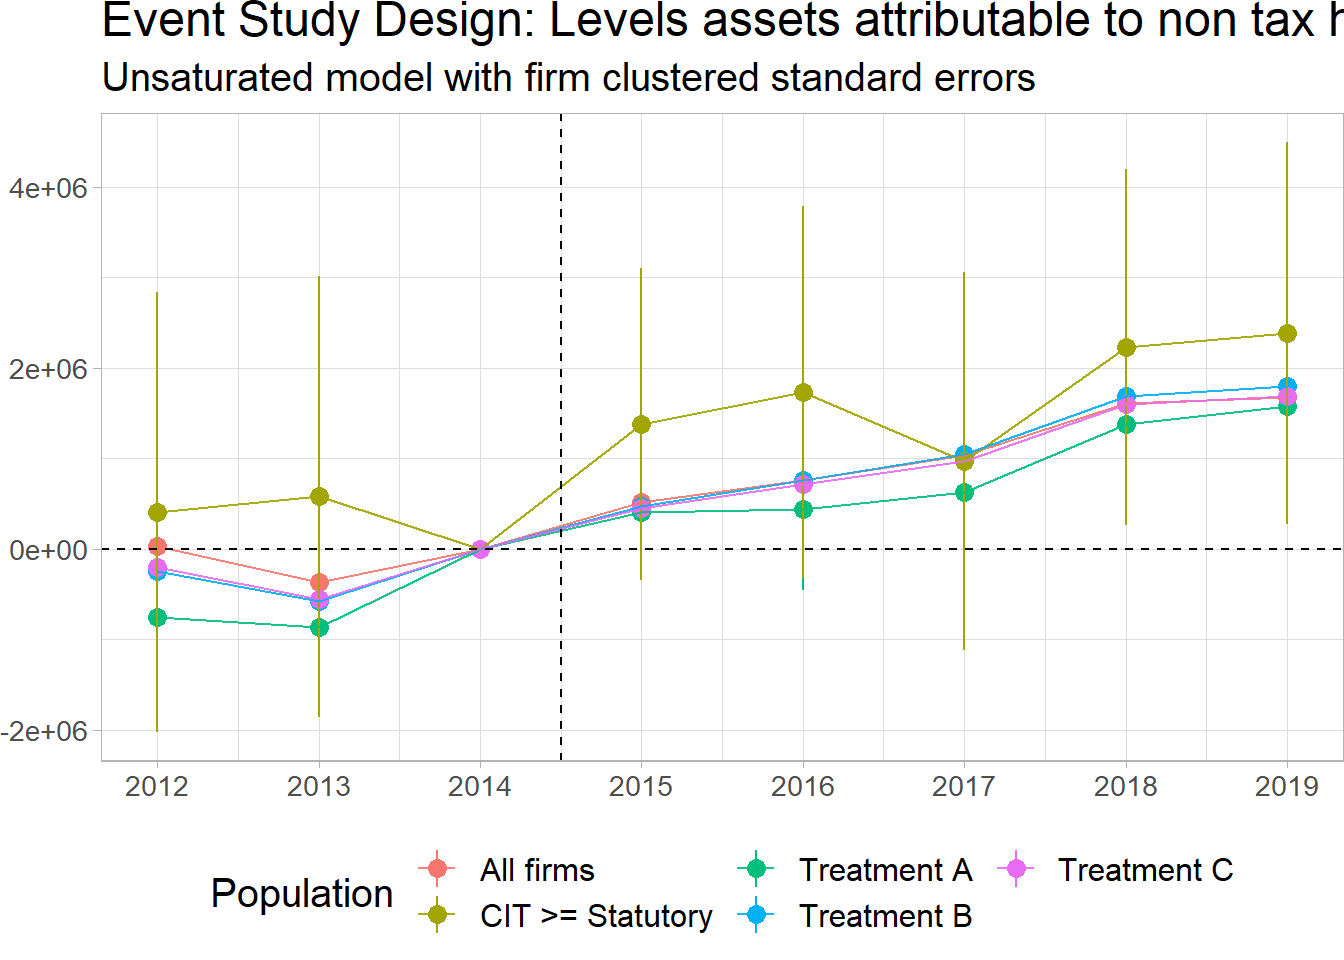 Event Study Design: Levels assets attributable to non tax
Unsaturated model with firm clustered standard errors
4e+06
2e+06
0e+00
-2e+06
2012 2013 2014 2015 2016 2017 2018 2019
Population
All firms
CIT >= Statutory
Treatment A
Treatment B
Treatment C